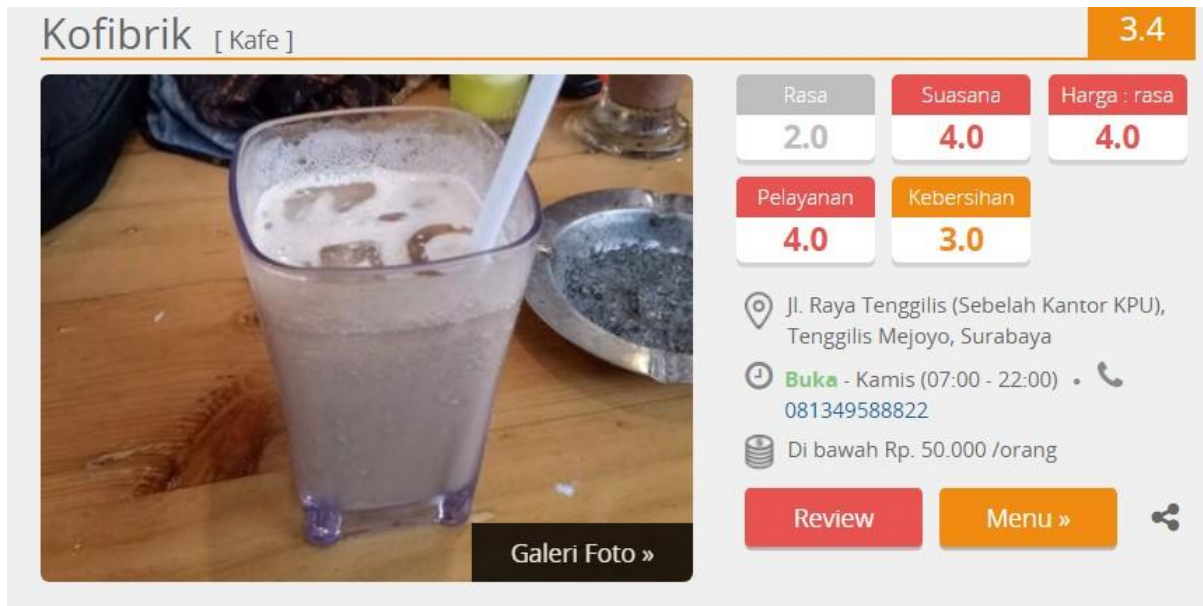 Kofibrik [ Kafe ]
3.4
Rasa
2.0
Suasana
4.0
Harga : rasa
4.0
Pelayanan
4.0
Kebersihan
3.0
Jl. Raya Tenggilis (Sebelah Kantor KPU),
Tenggilis Mejoyo, Surabaya
Buka - Kamis (07:00 - 22:00) •
081349588822
Di bawah Rp. 50.000 /orang
Galeri Foto »
Review
Menu »